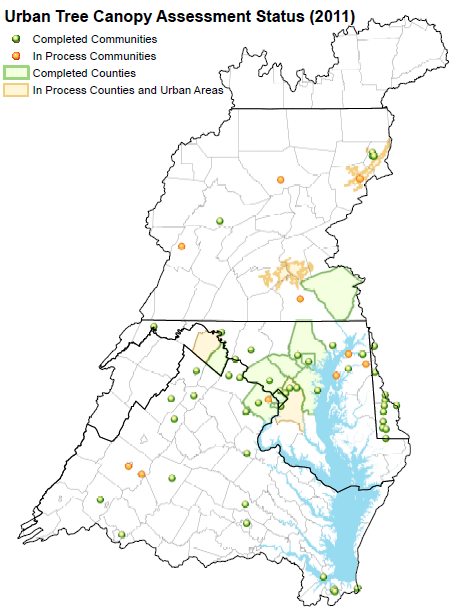 Urban Tree Canopy Assessment Status (2011)
Completed Communities
In Process Communities
Completed Counties
In Process Counties and Urban Areas